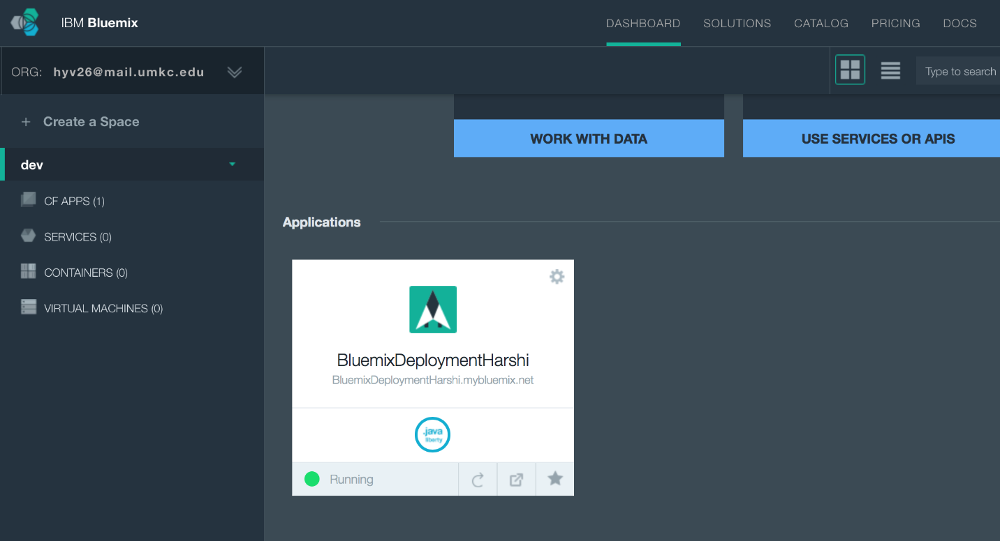 IBM Bluemix
DASHBOARD SOLUTIONS CATALOG PRICING DOCS
ORG: hyv26@mail.umkc.edu
Type to search
+ Create a Space
dev
CF APPS (1)
SERVICES (0)
CONTAINERS (0)
VIRTUAL MACHINES (0)
WORK WITH DATA
USE SERVICES OR APIS
Applications
BluemixDeploymentHarshi
BluemixDeploymentHarshi.mybluemix.net
.java
liberty
Running